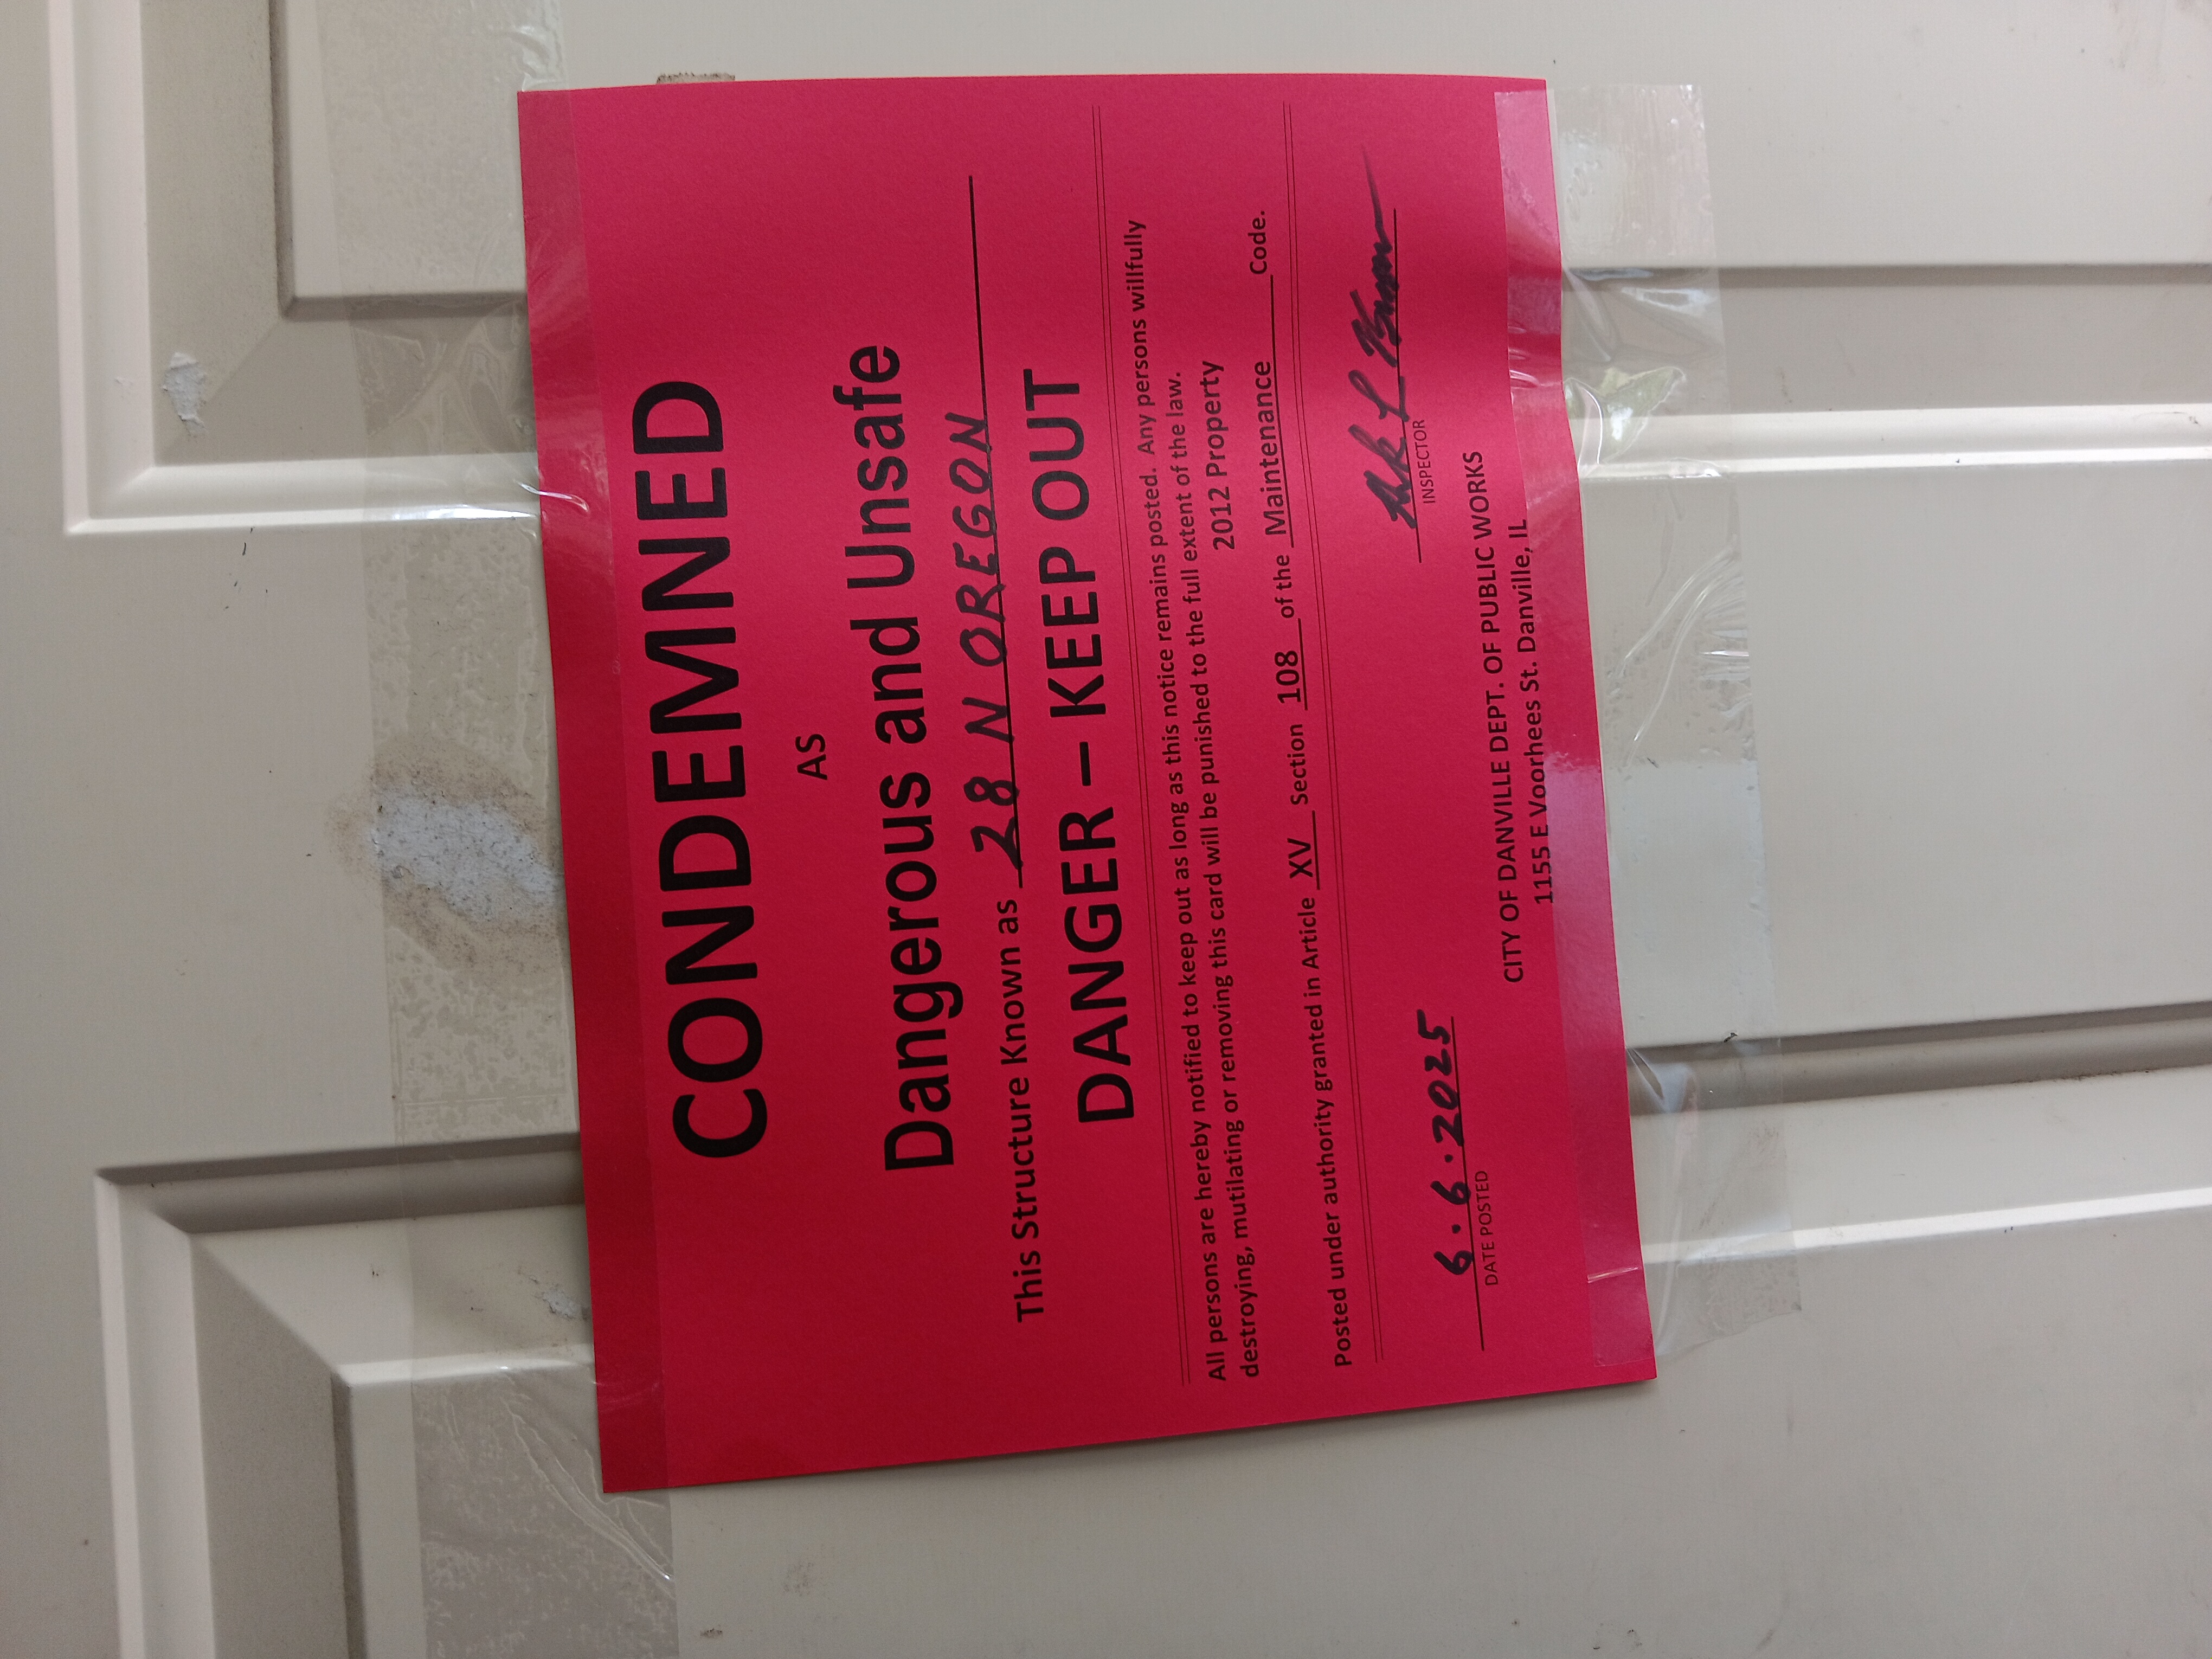 CONDEMNED
AS
Dangerous and Unsafe
This Structure Known as 28 N OREGON
DANGER – KEEP OUT
All persons are hereby notified to keep out as long as this notice remains posted. Any persons willfully
destroying, mutilating or removing this card will be punished to the full extent of the law.
2012 Property
Posted under authority granted in Article XV Section 108 of the Maintenance Code.
6.6.2025
DATE POSTED
INSPECTOR
CITY OF DANVILLE DEPT. OF PUBLIC WORKS
1155 E Voorhees St. Danville, IL